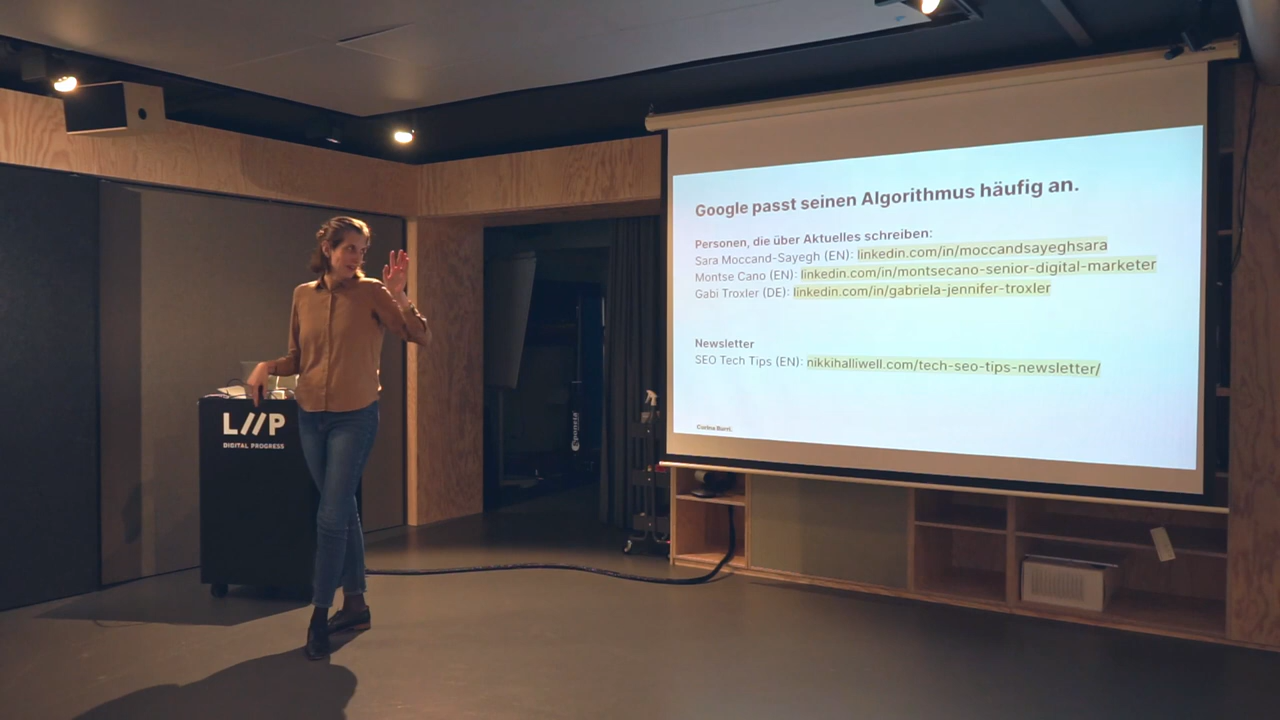 LIIP
DIGITAL PROGRESS
Google passt seinen Algorithmus häufig an.
Personen, die über Aktuelles schreiben:
Sara Moccand-Sayegh (EN): linkedin.com/in/moccandsayeghsara
Montse Cano (EN): linkedin.com/in/montsecano-senior-digital-marketer
Gabi Troxler (DE): linkedin.com/in/gabriela-jennifer-troxler
Newsletter
SEO Tech Tips (EN): nikkihalliwell.com/tech-seo-tips-newsletter/